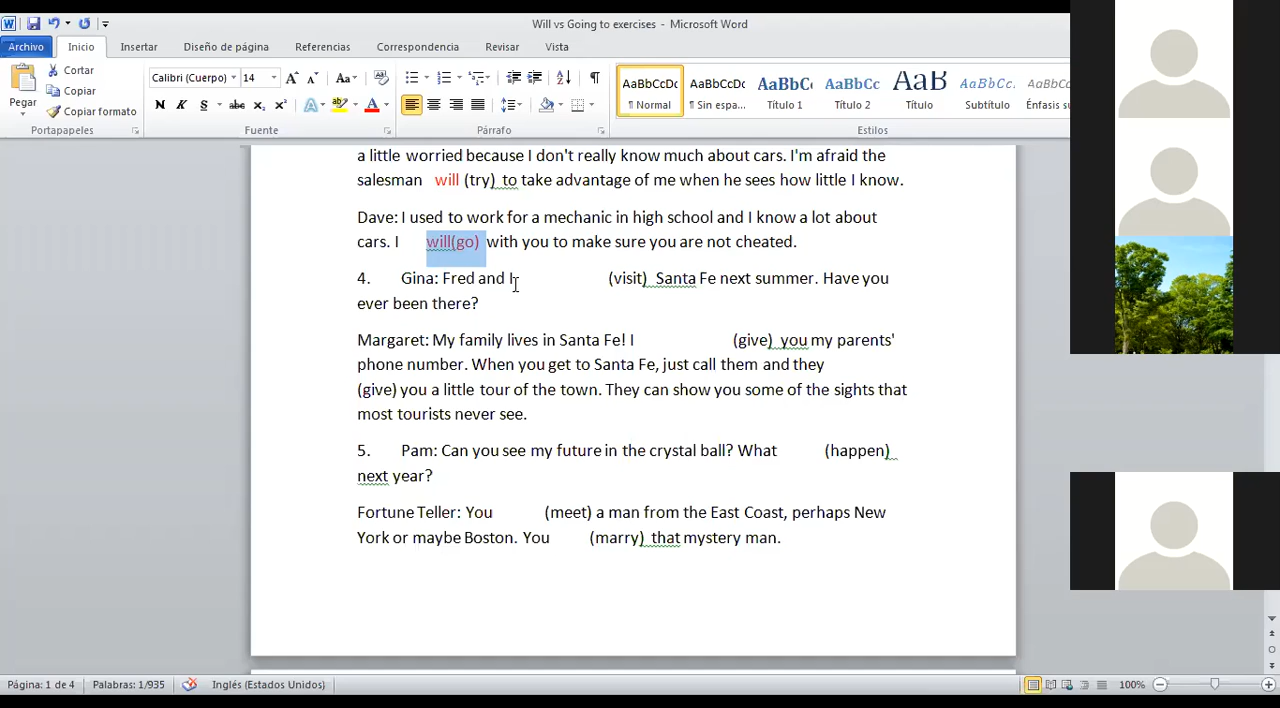 Will vs Going to exercises - Microsoft Word
Archivo Inicio Insertar Diseño de página Referencias Correspondencia Revisar Vista
Cortar
Copiar
Copiar formato
Pegar
Portapapeles
Calibri (Cuerpo) 14
N K S abc x₂ x²
Fuente
Párrafo
AaBbCcDc AaBbCcDc AaBbC AaBbCc AaB AaBbCc. AaBbCc
¶ Normal ¶ Sin espa... Título 1 Título 2 Título Subtítulo Énfasis su
Estilos
a little worried because I don't really know much about cars. I'm afraid the
salesman will (try) to take advantage of me when he sees how little I know.
Dave: I used to work for a mechanic in high school and I know a lot about
cars. I will(go) with you to make sure you are not cheated.
4. Gina: Fred and I (visit) Santa Fe next summer. Have you
ever been there?
Margaret: My family lives in Santa Fe! I (give) you my parents'
phone number. When you get to Santa Fe, just call them and they
(give) you a little tour of the town. They can show you some of the sights that
most tourists never see.
5. Pam: Can you see my future in the crystal ball? What (happen)
next year?
Fortune Teller: You (meet) a man from the East Coast, perhaps New
York or maybe Boston. You (marry) that mystery man.
Página: 1 de 4 Palabras: 1/935 Inglés (Estados Unidos) 100%